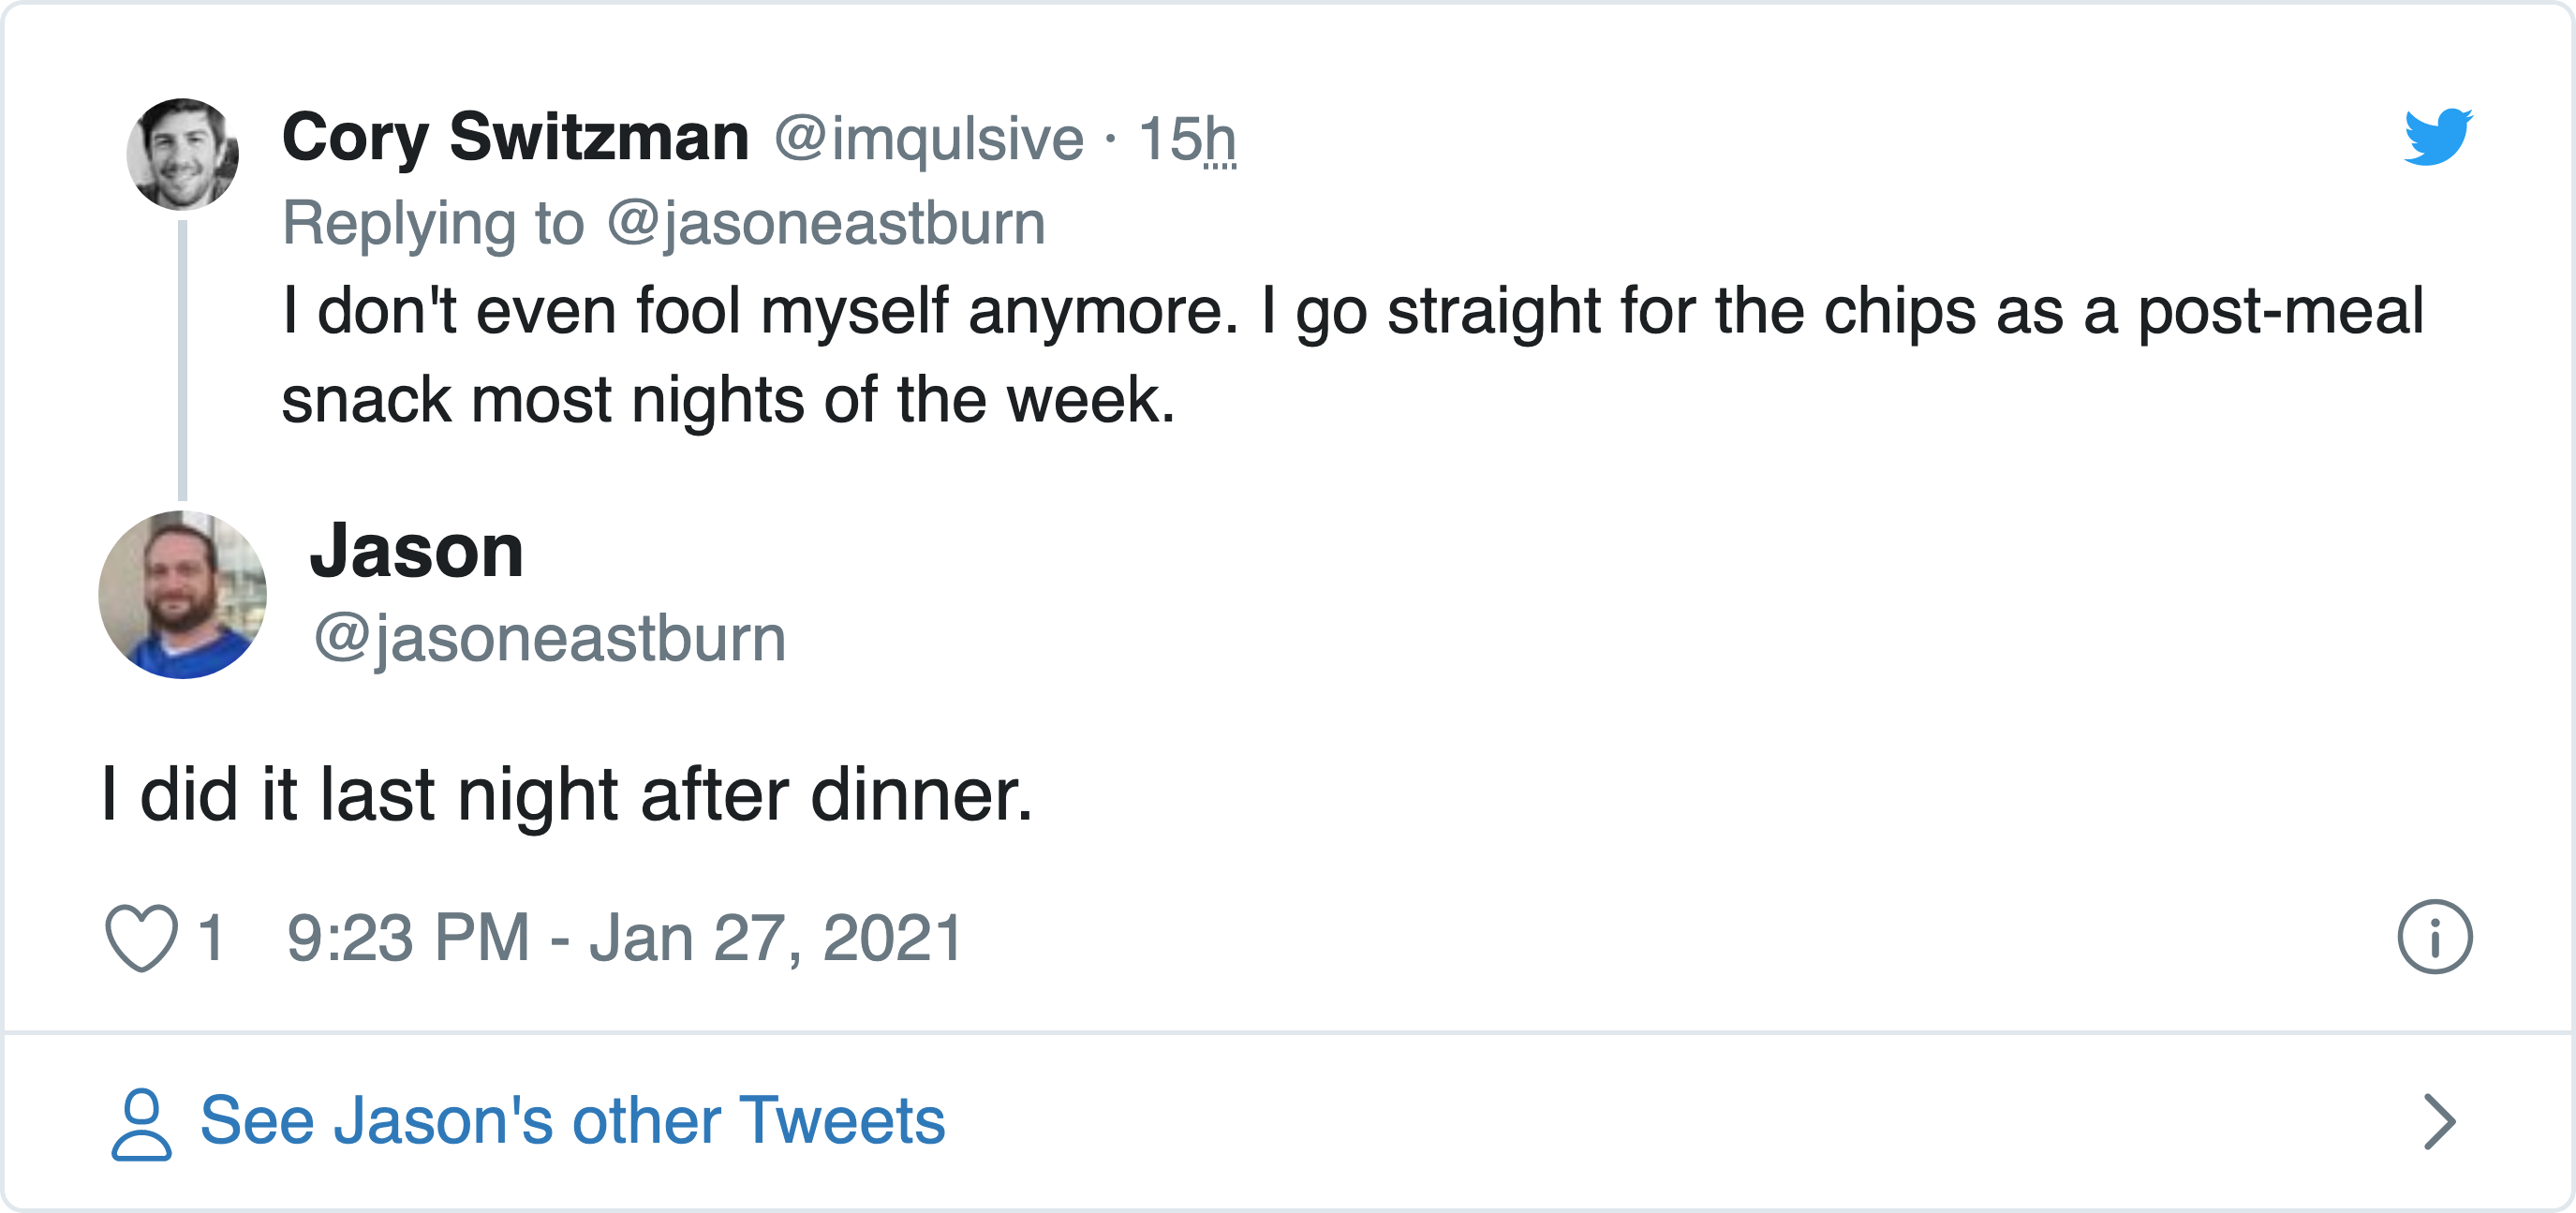 Cory Switzman @imqulsive · 15h
Replying to @jasoneastburn
I don't even fool myself anymore. I go straight for the chips as a post-meal
snack most nights of the week.
Jason
@jasoneastburn
I did it last night after dinner.
1 9:23 PM - Jan 27, 2021
See Jason's other Tweets